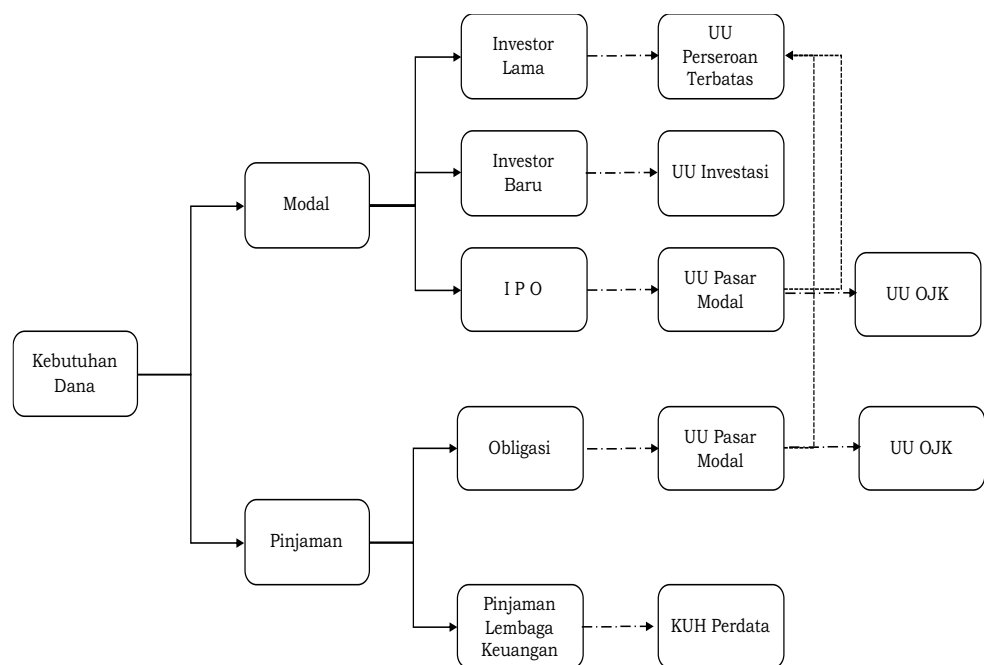 Investor
Lama
UU
Perseroan
Terbatas
Investor
Baru
UU Investasi
Modal
I P O
UU Pasar
Modal
UU OJK
Kebutuhan
Dana
Obligasi
UU Pasar
Modal
UU OJK
Pinjaman
Pinjaman
Lembaga
Keuangan
KUH Perdata